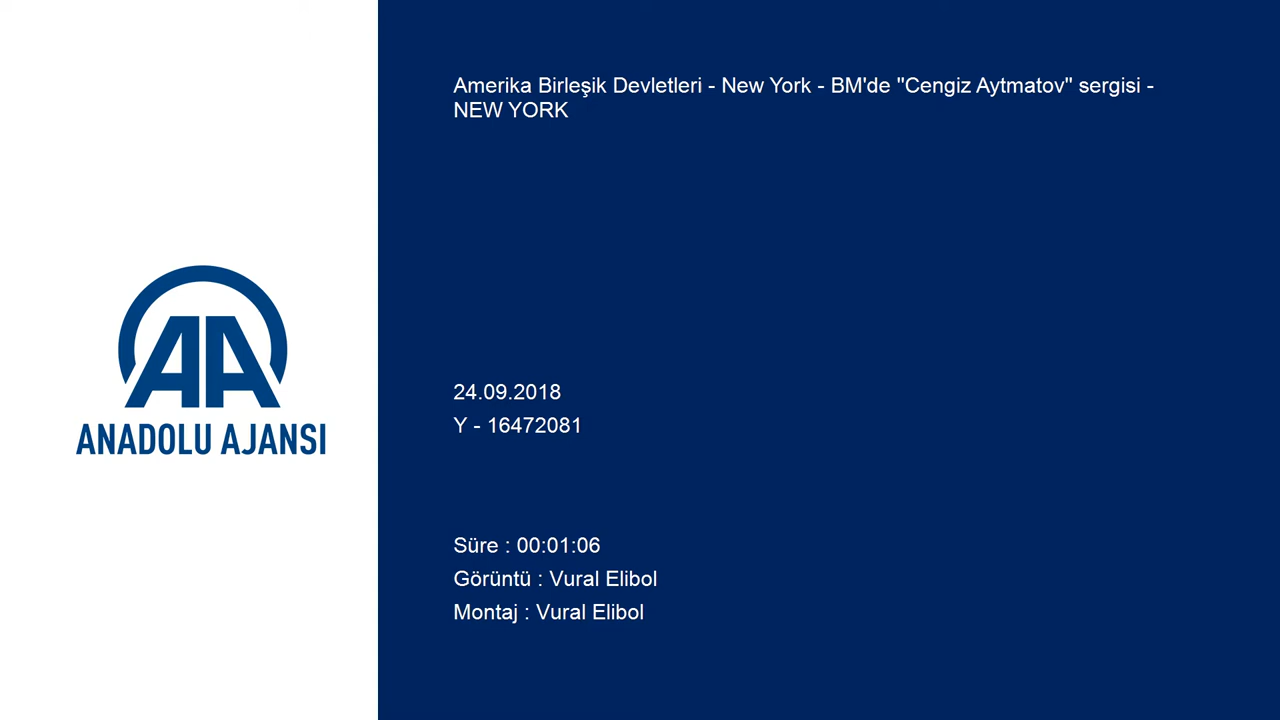 Amerika Birleşik Devletleri - New York - BM'de "Cengiz Aytmatov" sergisi -
NEW YORK
AA
ANADOLU AJANSI
24.09.2018
Y - 16472081
Süre : 00:01:06
Görüntü : Vural Elibol
Montaj : Vural Elibol